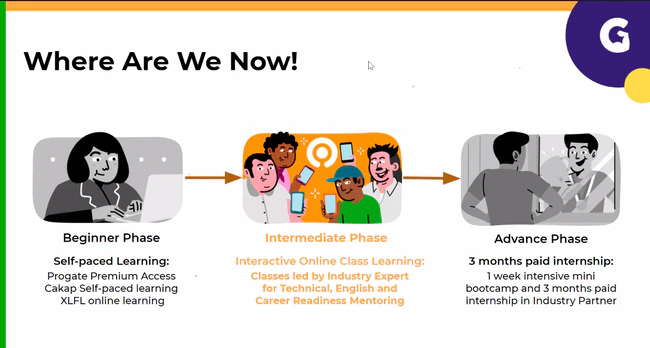 G
Where Are We Now!
Beginner Phase
Self-paced Learning:
Progate Premium Access
Cakap Self-paced learning
XLFL online learning
Intermediate Phase
Interactive Online Class Learning:
Classes led by Industry Expert
for Technical, English and
Career Readiness Mentoring
Advance Phase
3 months paid internship:
1 week intensive mini
bootcamp and 3 months paid
internship in Industry Partner